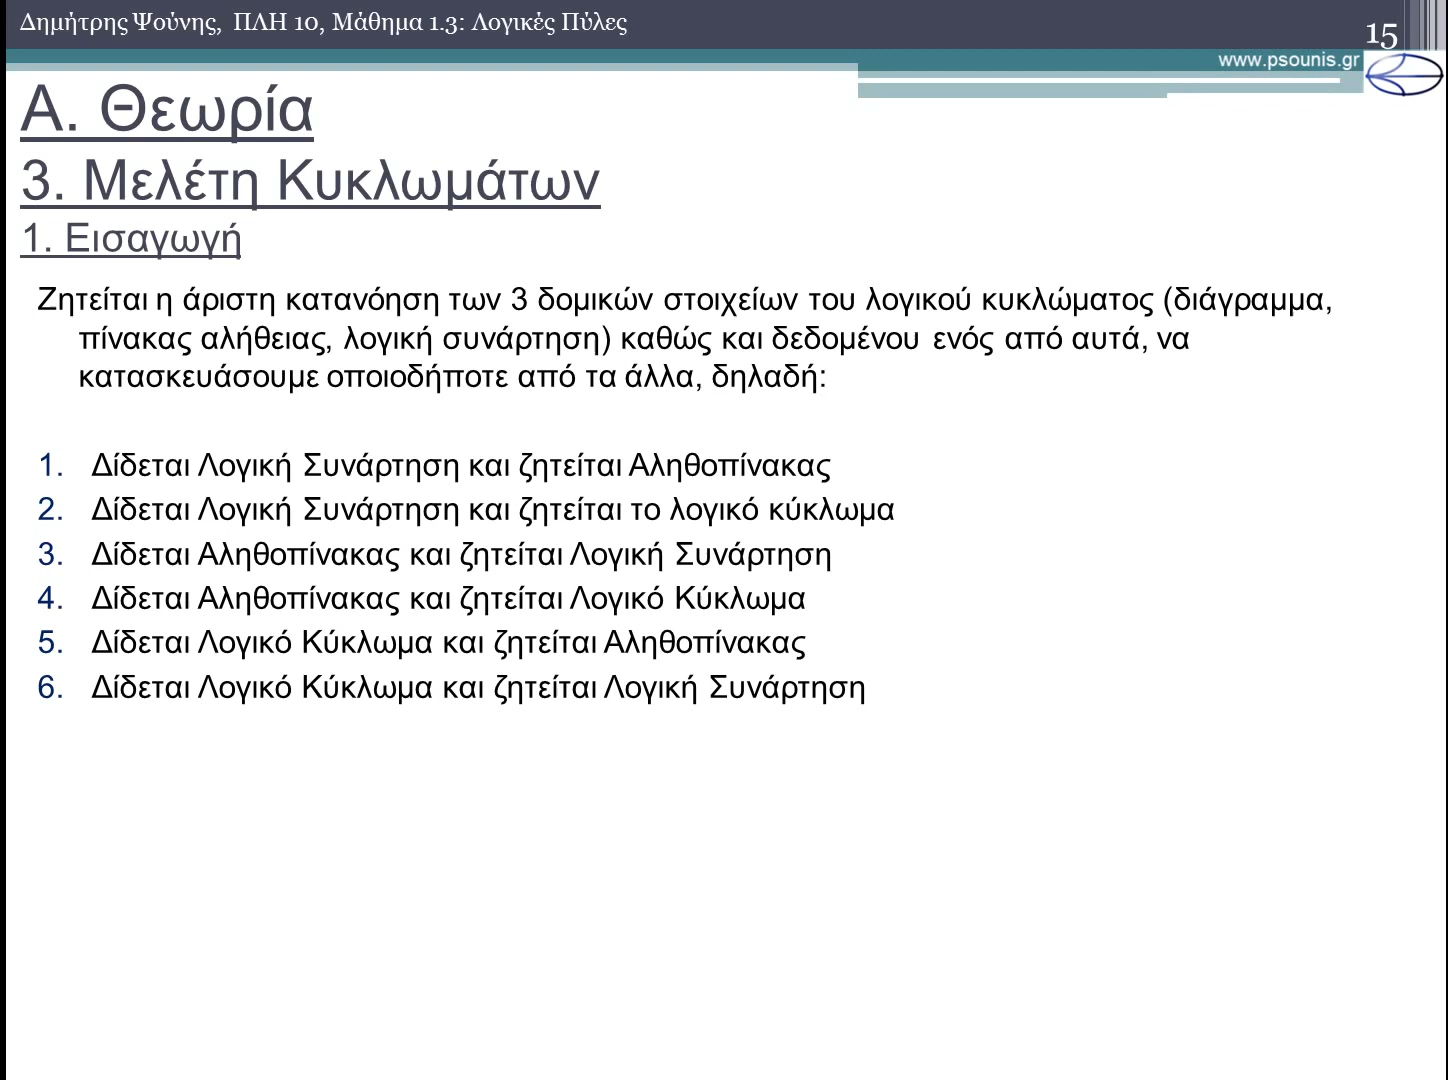 Δημήτρης Ψούνης, ΠΛΗ 10, Μάθημα 1.3: Λογικές Πύλες
15
www.psounis.gr
Α. Θεωρία
3. Μελέτη Κυκλωμάτων
1. Εισαγωγή
Ζητείται η άριστη κατανόηση των 3 δομικών στοιχείων του λογικού κυκλώματος (διάγραμμα,
πίνακας αλήθειας, λογική συνάρτηση) καθώς και δεδομένου ενός από αυτά, να
κατασκευάσουμε οποιοδήποτε από τα άλλα, δηλαδή:
1. Δίδεται Λογική Συνάρτηση και ζητείται Αληθοπίνακας
2. Δίδεται Λογική Συνάρτηση και ζητείται το λογικό κύκλωμα
3. Δίδεται Αληθοπίνακας και ζητείται Λογική Συνάρτηση
4. Δίδεται Αληθοπίνακας και ζητείται Λογικό Κύκλωμα
5. Δίδεται Λογικό Κύκλωμα και ζητείται Αληθοπίνακας
6. Δίδεται Λογικό Κύκλωμα και ζητείται Λογική Συνάρτηση